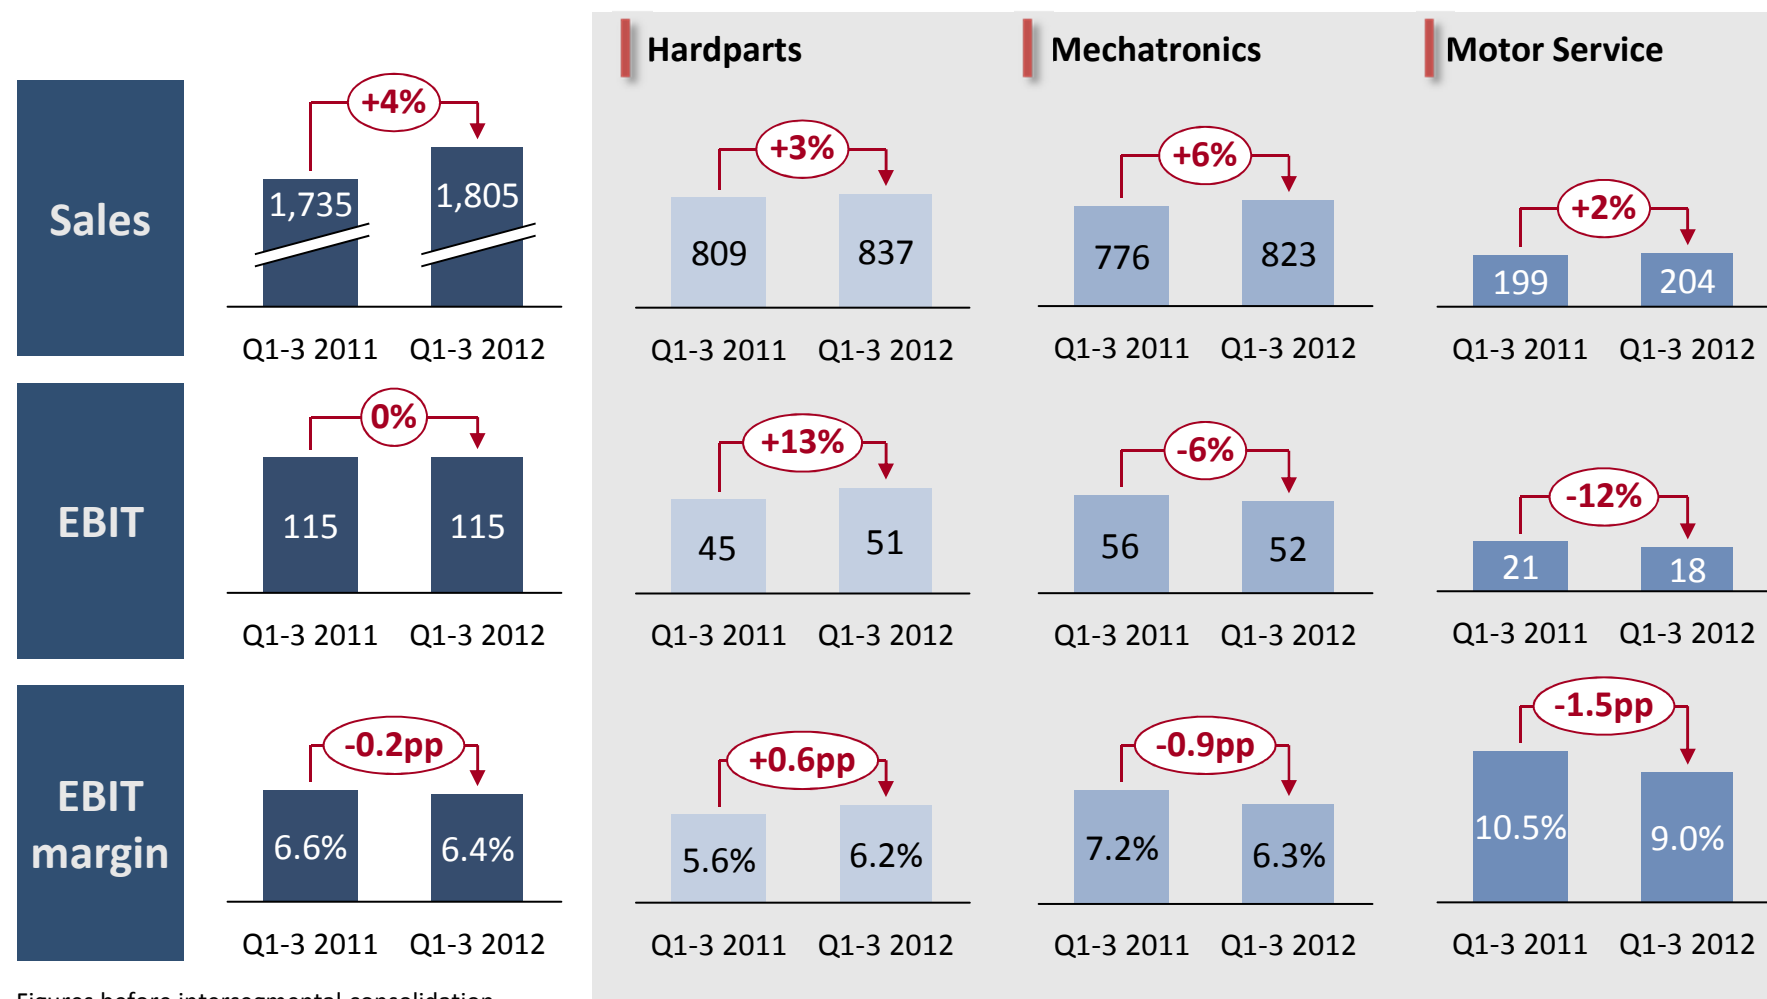 Hardparts
Mechatronics
Motor Service
Sales
+4%
1,735
1,805
Q1-3 2011
Q1-3 2012
+3%
809
837
Q1-3 2011
Q1-3 2012
+6%
776
823
Q1-3 2011
Q1-3 2012
+2%
199
204
Q1-3 2011
Q1-3 2012
EBIT
0%
115
115
Q1-3 2011
Q1-3 2012
+13%
45
51
Q1-3 2011
Q1-3 2012
-6%
56
52
Q1-3 2011
Q1-3 2012
-12%
21
18
Q1-3 2011
Q1-3 2012
EBIT
margin
-0.2pp
6.6%
6.4%
Q1-3 2011
Q1-3 2012
+0.6pp
5.6%
6.2%
Q1-3 2011
Q1-3 2012
-0.9pp
7.2%
6.3%
Q1-3 2011
Q1-3 2012
-1.5pp
10.5%
9.0%
Q1-3 2011
Q1-3 2012
Figures before intersegmental consolidation